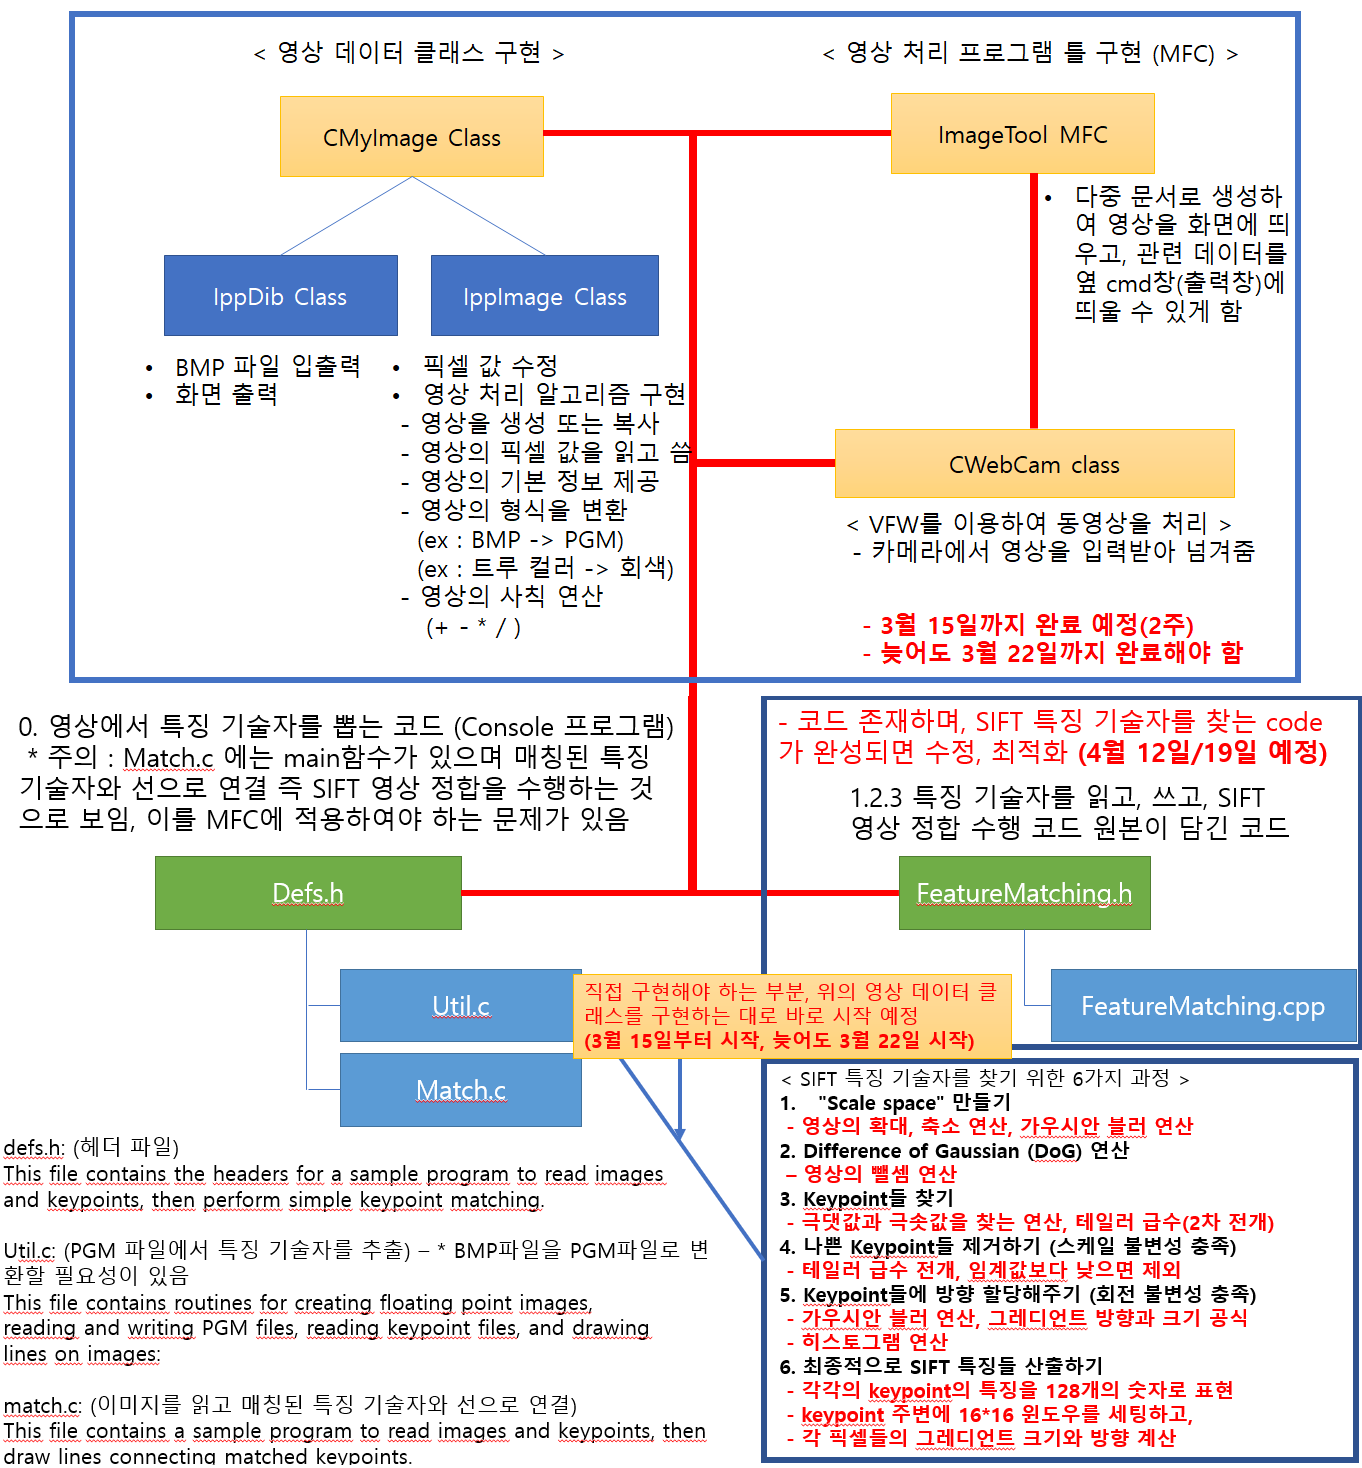 < 영상 데이터 클래스 구현 >
< 영상 처리 프로그램 틀 구현 (MFC) >
CMyImage Class
ImageTool MFC
• 다중 문서로 생성하
여 영상을 화면에 띄
우고, 관련 데이터를
옆 cmd창(출력창)에
띄울 수 있게 함
IppDib Class
IppImage Class
• BMP 파일 입출력
• 화면 출력
• 픽셀 값 수정
• 영상 처리 알고리즘 구현
- 영상을 생성 또는 복사
- 영상의 픽셀 값을 읽고 씀
- 영상의 기본 정보 제공
- 영상의 형식을 변환
(ex : BMP -> PGM)
(ex : 트루 컬러 -> 회색)
- 영상의 사칙 연산
(+ - * / )
CWebCam class
< VFW를 이용하여 동영상을 처리 >
- 카메라에서 영상을 입력받아 넘겨줌
- 3월 15일까지 완료 예정(2주)
- 늦어도 3월 22일까지 완료해야 함
0. 영상에서 특징 기술자를 뽑는 코드 (Console 프로그램)
* 주의 : Match.c 에는 main함수가 있으며 매칭된 특징
기술자와 선으로 연결 즉 SIFT 영상 정합을 수행하는 것
으로 보임, 이를 MFC에 적용하여야 하는 문제가 있음
- 코드 존재하며, SIFT 특징 기술자를 찾는 code
가 완성되면 수정, 최적화 (4월 12일/19일 예정)
1.2.3 특징 기술자를 읽고, 쓰고, SIFT
영상 정합 수행 코드 원본이 담긴 코드
Defs.h
FeatureMatching.h
Util.c
Match.c
FeatureMatching.cpp
직접 구현해야 하는 부분, 위의 영상 데이터 클
래스를 구현하는 대로 바로 시작 예정
(3월 15일부터 시작, 늦어도 3월 22일 시작)
defs.h: (헤더 파일)
This file contains the headers for a sample program to read images
and keypoints, then perform simple keypoint matching.
Util.c: (PGM 파일에서 특징 기술자를 추출) – * BMP파일을 PGM파일로 변
환할 필요성이 있음
This file contains routines for creating floating point images,
reading and writing PGM files, reading keypoint files, and drawing
lines on images:
match.c: (이미지를 읽고 매칭된 특징 기술자와 선으로 연결)
This file contains a sample program to read images and keypoints, then
draw lines connecting matched keypoints.
< SIFT 특징 기술자를 찾기 위한 6가지 과정 >
1. "Scale space" 만들기
- 영상의 확대, 축소 연산, 가우시안 블러 연산
2. Difference of Gaussian (DoG) 연산
– 영상의 뺄셈 연산
3. Keypoint들 찾기
- 극댓값과 극솟값을 찾는 연산, 테일러 급수(2차 전개)
4. 나쁜 Keypoint들 제거하기 (스케일 불변성 충족)
- 테일러 급수 전개, 임계값보다 낮으면 제외
5. Keypoint들에 방향 할당해주기 (회전 불변성 충족)
- 가우시안 블러 연산, 그레디언트 방향과 크기 공식
- 히스토그램 연산
6. 최종적으로 SIFT 특징들 산출하기
- 각각의 keypoint의 특징을 128개의 숫자로 표현
- keypoint 주변에 16*16 윈도우를 세팅하고,
- 각 픽셀들의 그레디언트 크기와 방향 계산